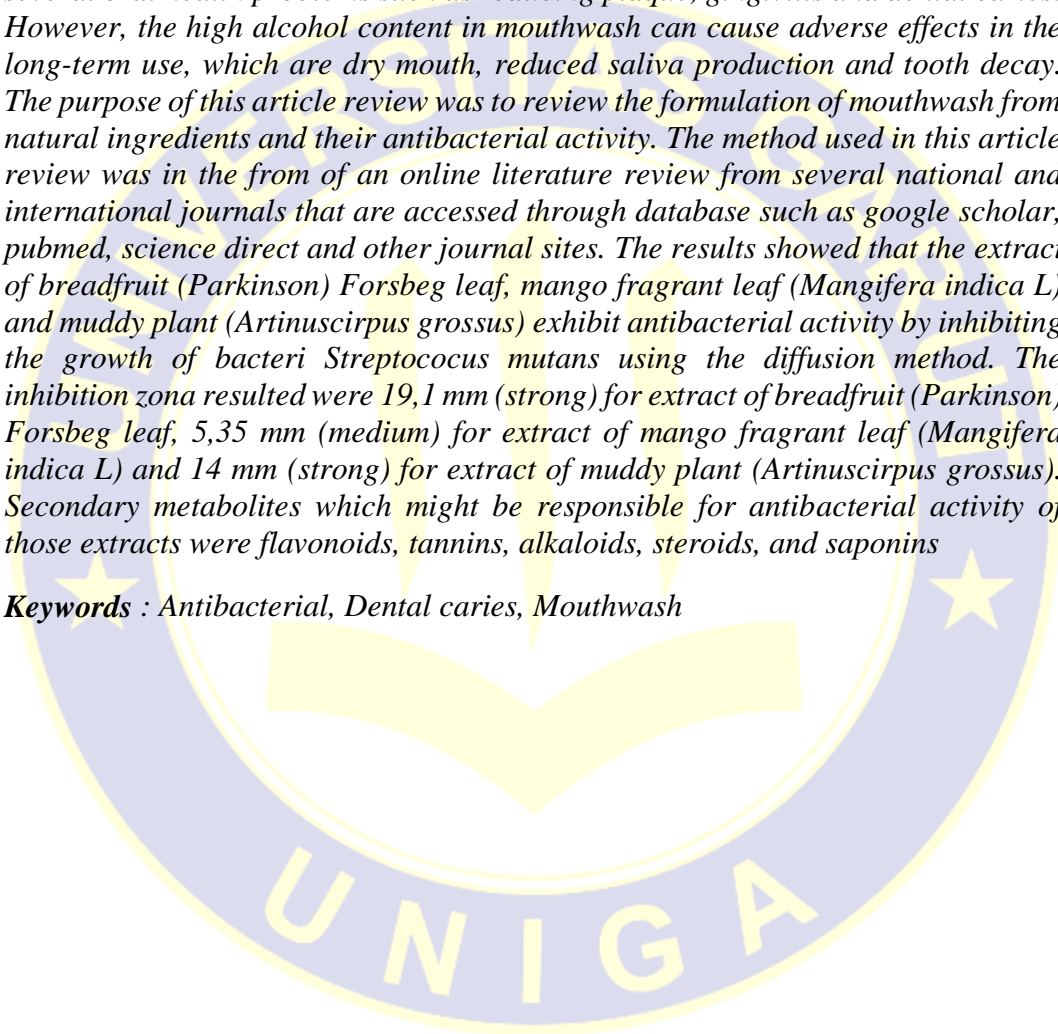 However, the high alcohol content in mouthwash can cause adverse effects in the
long-term use, which are dry mouth, reduced saliva production and tooth decay.
The purpose of this article review was to review the formulation of mouthwash from
natural ingredients and their antibacterial activity. The method used in this article
review was in the from of an online literature review from several national and
international journals that are accessed through database such as google scholar,
pubmed, science direct and other journal sites. The results showed that the extract
of breadfruit (Parkinson) Forsbeg leaf, mango fragrant leaf (Mangifera indica L)
and muddy plant (Artinuscirpus grossus) exhibit antibacterial activity by inhibiting
the growth of bacteri Streptococus mutans using the diffusion method. The
inhibition zona resulted were 19,1 mm (strong) for extract of breadfruit (Parkinson)
Forsbeg leaf, 5,35 mm (medium) for extract of mango fragrant leaf (Mangifera
indica L) and 14 mm (strong) for extract of muddy plant (Artinuscirpus grossus).
Secondary metabolites which might be responsible for antibacterial activity of
those extracts were flavonoids, tannins, alkaloids, steroids, and saponins
Keywords : Antibacterial, Dental caries, Mouthwash
UNIVERSITAS GARUT
UNIGA